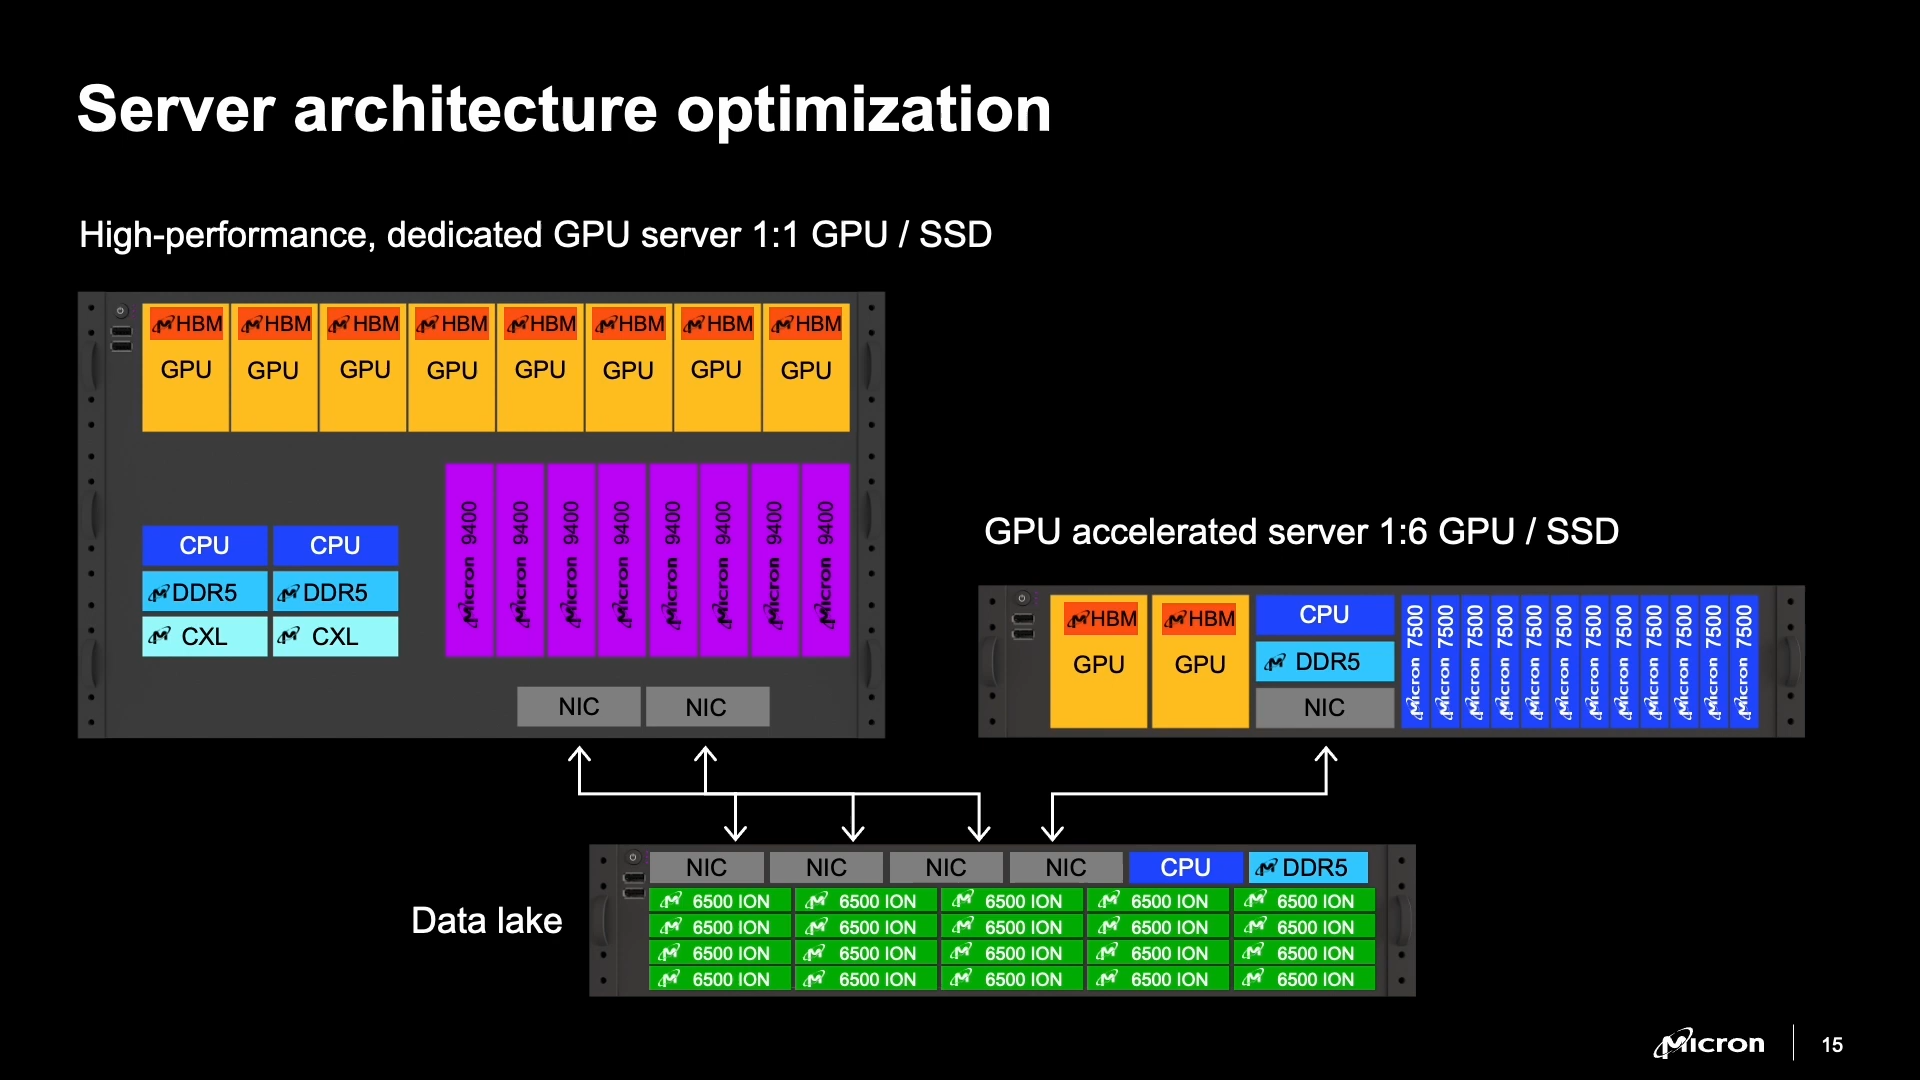 Server architecture optimization
High-performance, dedicated GPU server 1:1 GPU / SSD
HBM HBM HBM HBM HBM HBM HBM HBM
GPU GPU GPU GPU GPU GPU GPU GPU
Micron 9400 Micron 9400 Micron 9400 Micron 9400 Micron 9400 Micron 9400 Micron 9400 Micron 9400
CPU CPU
DDR5 DDR5
CXL CXL
NIC NIC
GPU accelerated server 1:6 GPU / SSD
HBM HBM
GPU GPU
CPU
DDR5
NIC
Micron 7500 Micron 7500 Micron 7500 Micron 7500 Micron 7500 Micron 7500 Micron 7500 Micron 7500 Micron 7500 Micron 7500 Micron 7500 Micron 7500
Data lake
NIC NIC NIC NIC CPU DDR5
6500 ION 6500 ION 6500 ION 6500 ION 6500 ION
6500 ION 6500 ION 6500 ION 6500 ION 6500 ION
6500 ION 6500 ION 6500 ION 6500 ION 6500 ION
6500 ION 6500 ION 6500 ION 6500 ION 6500 ION
Micron 15